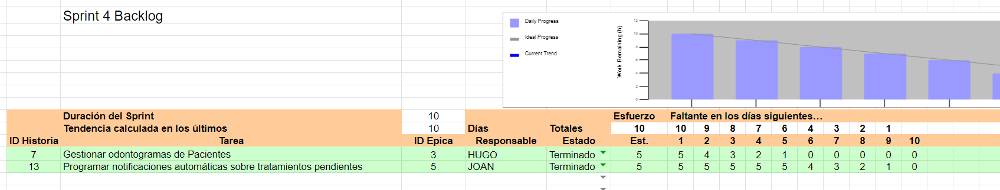 Sprint 4 Backlog
Daily Progress
Ideal Progress
Current Trend
Work Remaining (h)
12
10
8
6
4
2
0
Duración del Sprint 10 Esfuerzo Faltante en los días siguientes…
Tendencia calculada en los últimos 10 Días Totales 10 10 9 8 7 6 4 3 2 1
ID Historia Tarea ID Epica Responsable Estado Est. 1 2 3 4 5 6 7 8 9 10
7 Gestionar odontogramas de Pacientes 3 HUGO Terminado 5 5 4 3 2 1 0 0 0 0 0
13 Programar notificaciones automáticas sobre tratamientos pendientes 5 JOAN Terminado 5 5 5 5 5 5 4 3 2 1 0